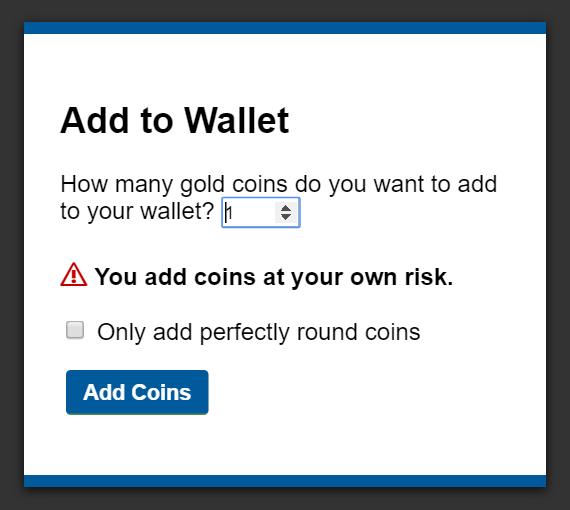 Add to Wallet
How many gold coins do you want to add
to your wallet? 1
You add coins at your own risk.
Only add perfectly round coins
Add Coins